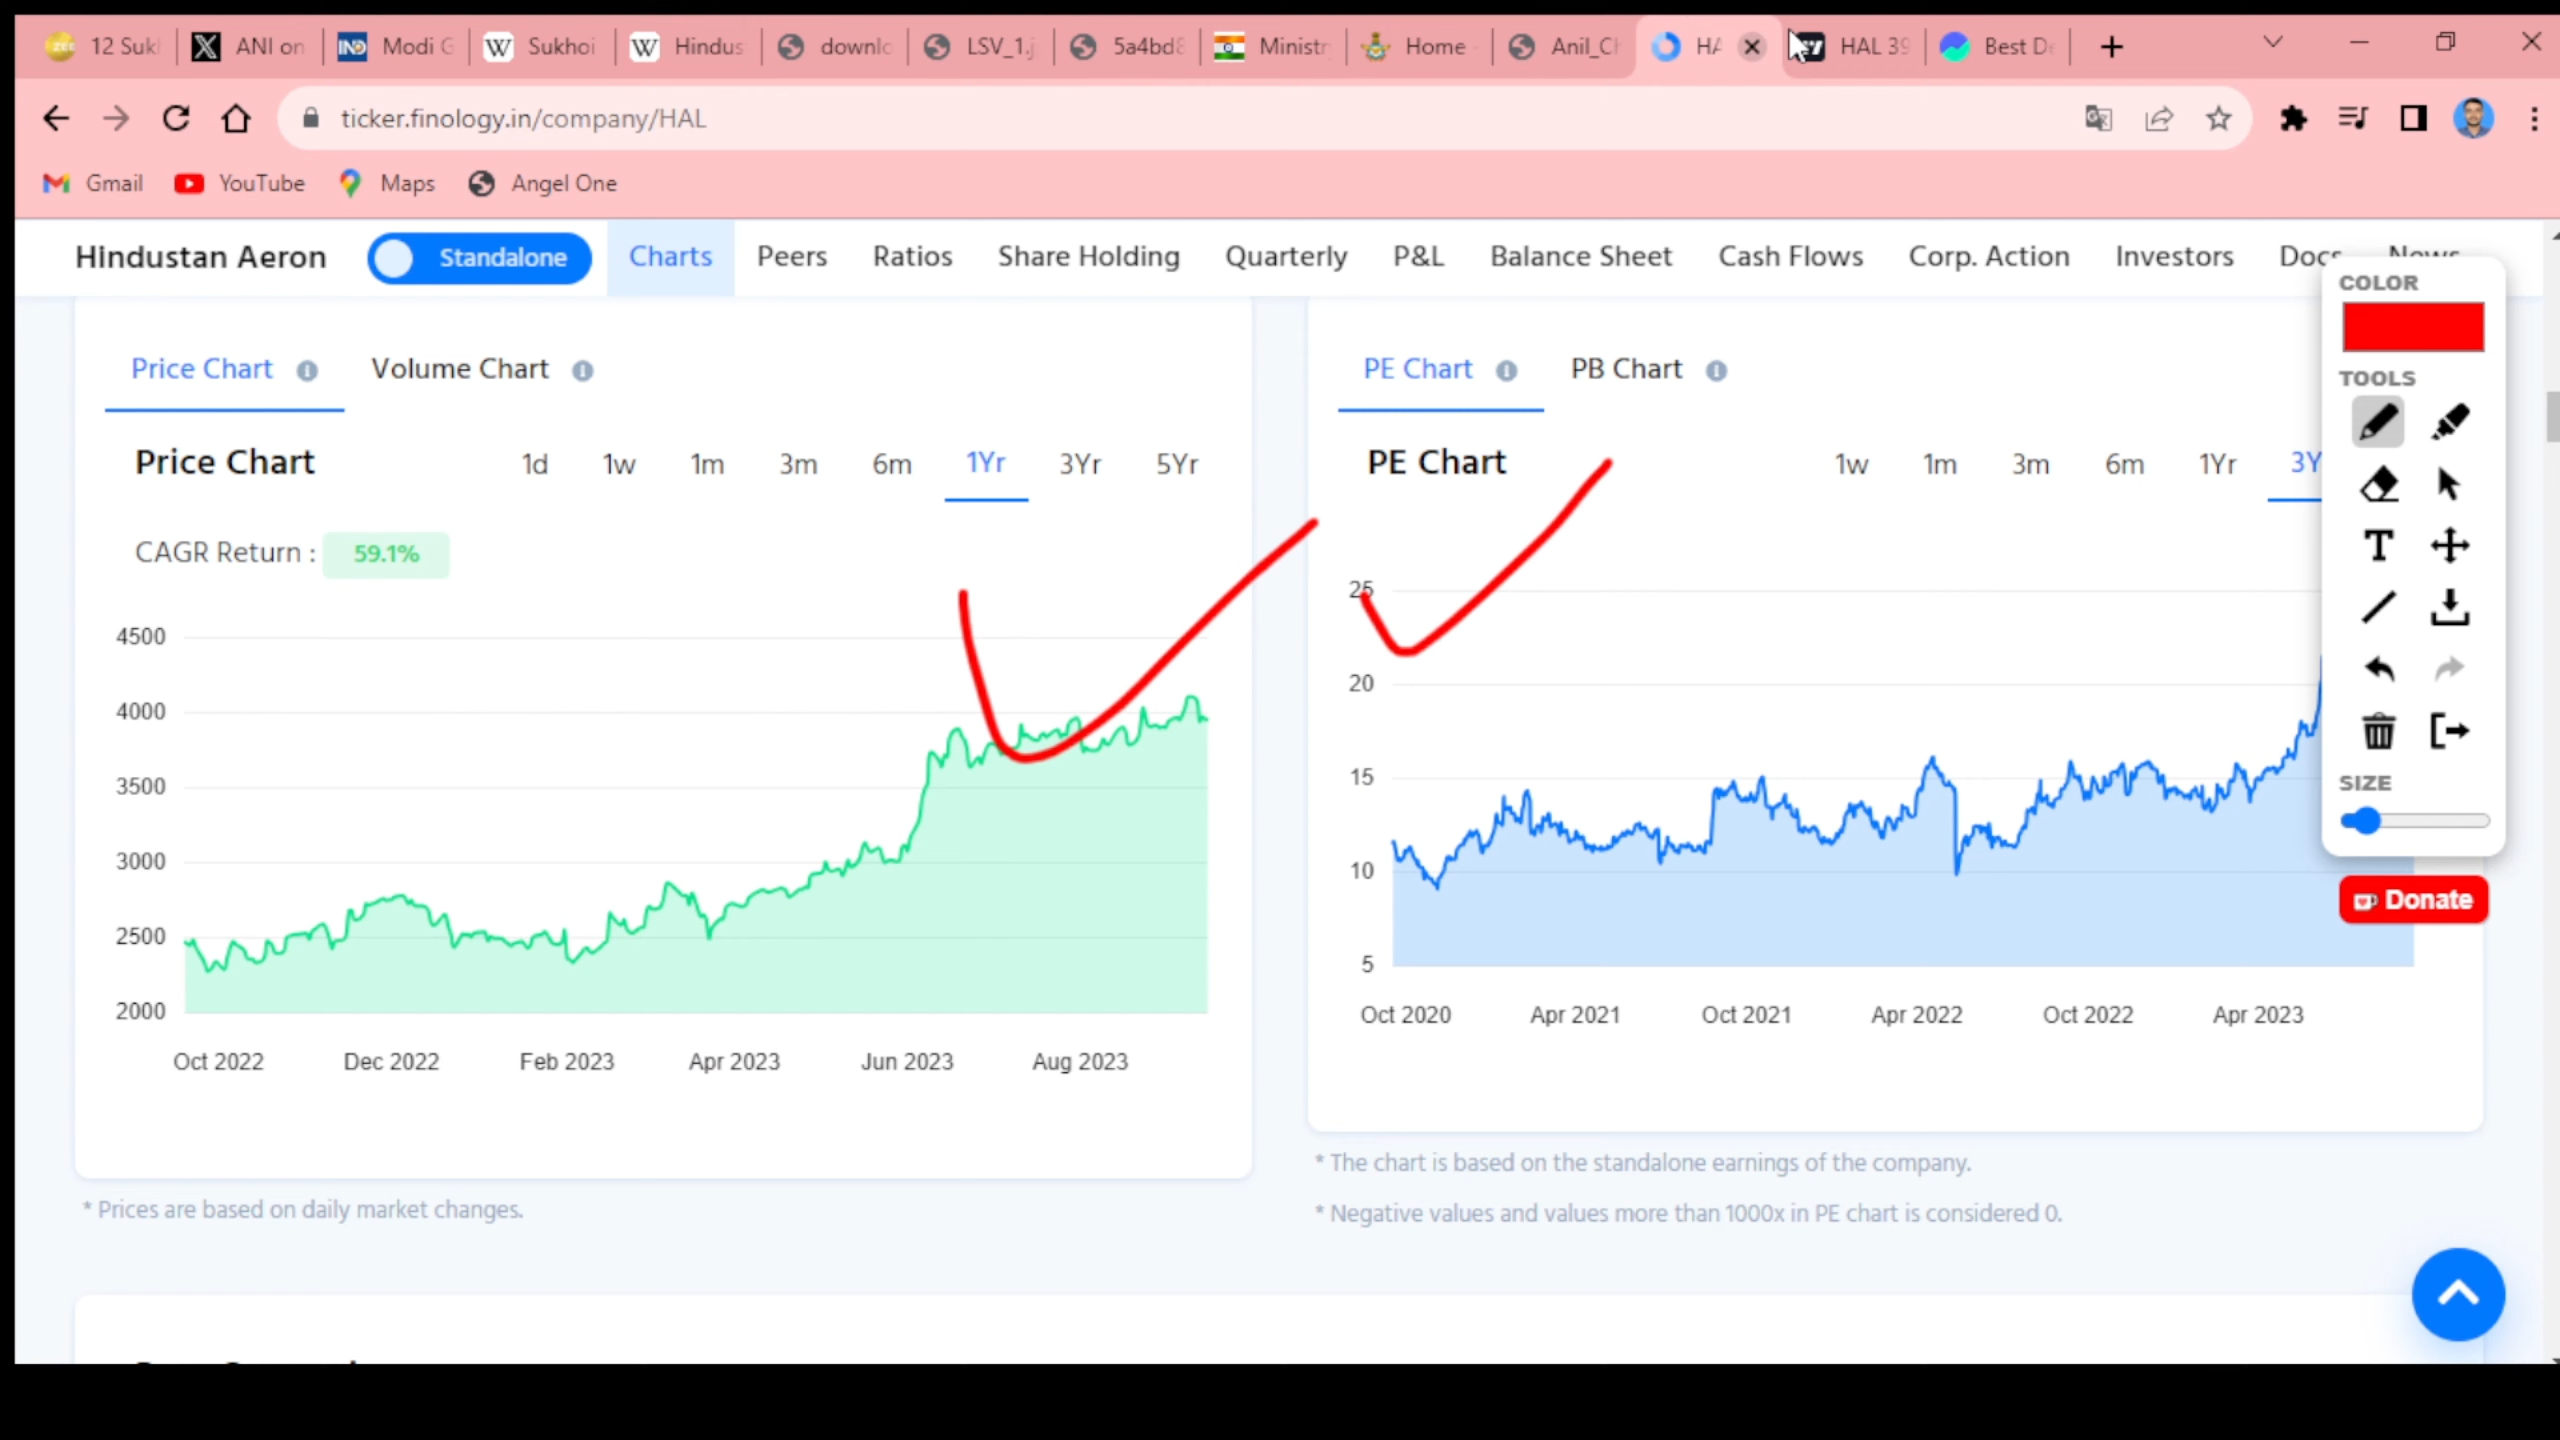 12 Sukl
ANI on
Modi G
Sukhoi
Hindus
downlc
LSV_1.j
5a4bd8
Ministr
Home
Anil_Cl
HA
HAL 39
Best De
ticker.finology.in/company/HAL
Gmail
YouTube
Maps
Angel One
Hindustan Aeron
Standalone
Charts
Peers
Ratios
Share Holding
Quarterly
P&L
Balance Sheet
Cash Flows
Corp. Action
Investors
Docs
News
Price Chart
Volume Chart
Price Chart
1d 1w 1m 3m 6m 1Yr 3Yr 5Yr
CAGR Return : 59.1%
4500
4000
3500
3000
2500
2000
Oct 2022 Dec 2022 Feb 2023 Apr 2023 Jun 2023 Aug 2023
* Prices are based on daily market changes.
PE Chart
PB Chart
PE Chart
1w 1m 3m 6m 1Yr 3Y
25
20
15
10
5
Oct 2020 Apr 2021 Oct 2021 Apr 2022 Oct 2022 Apr 2023
* The chart is based on the standalone earnings of the company.
* Negative values and values more than 1000x in PE chart is considered 0.
COLOR
TOOLS
T
SIZE
Donate